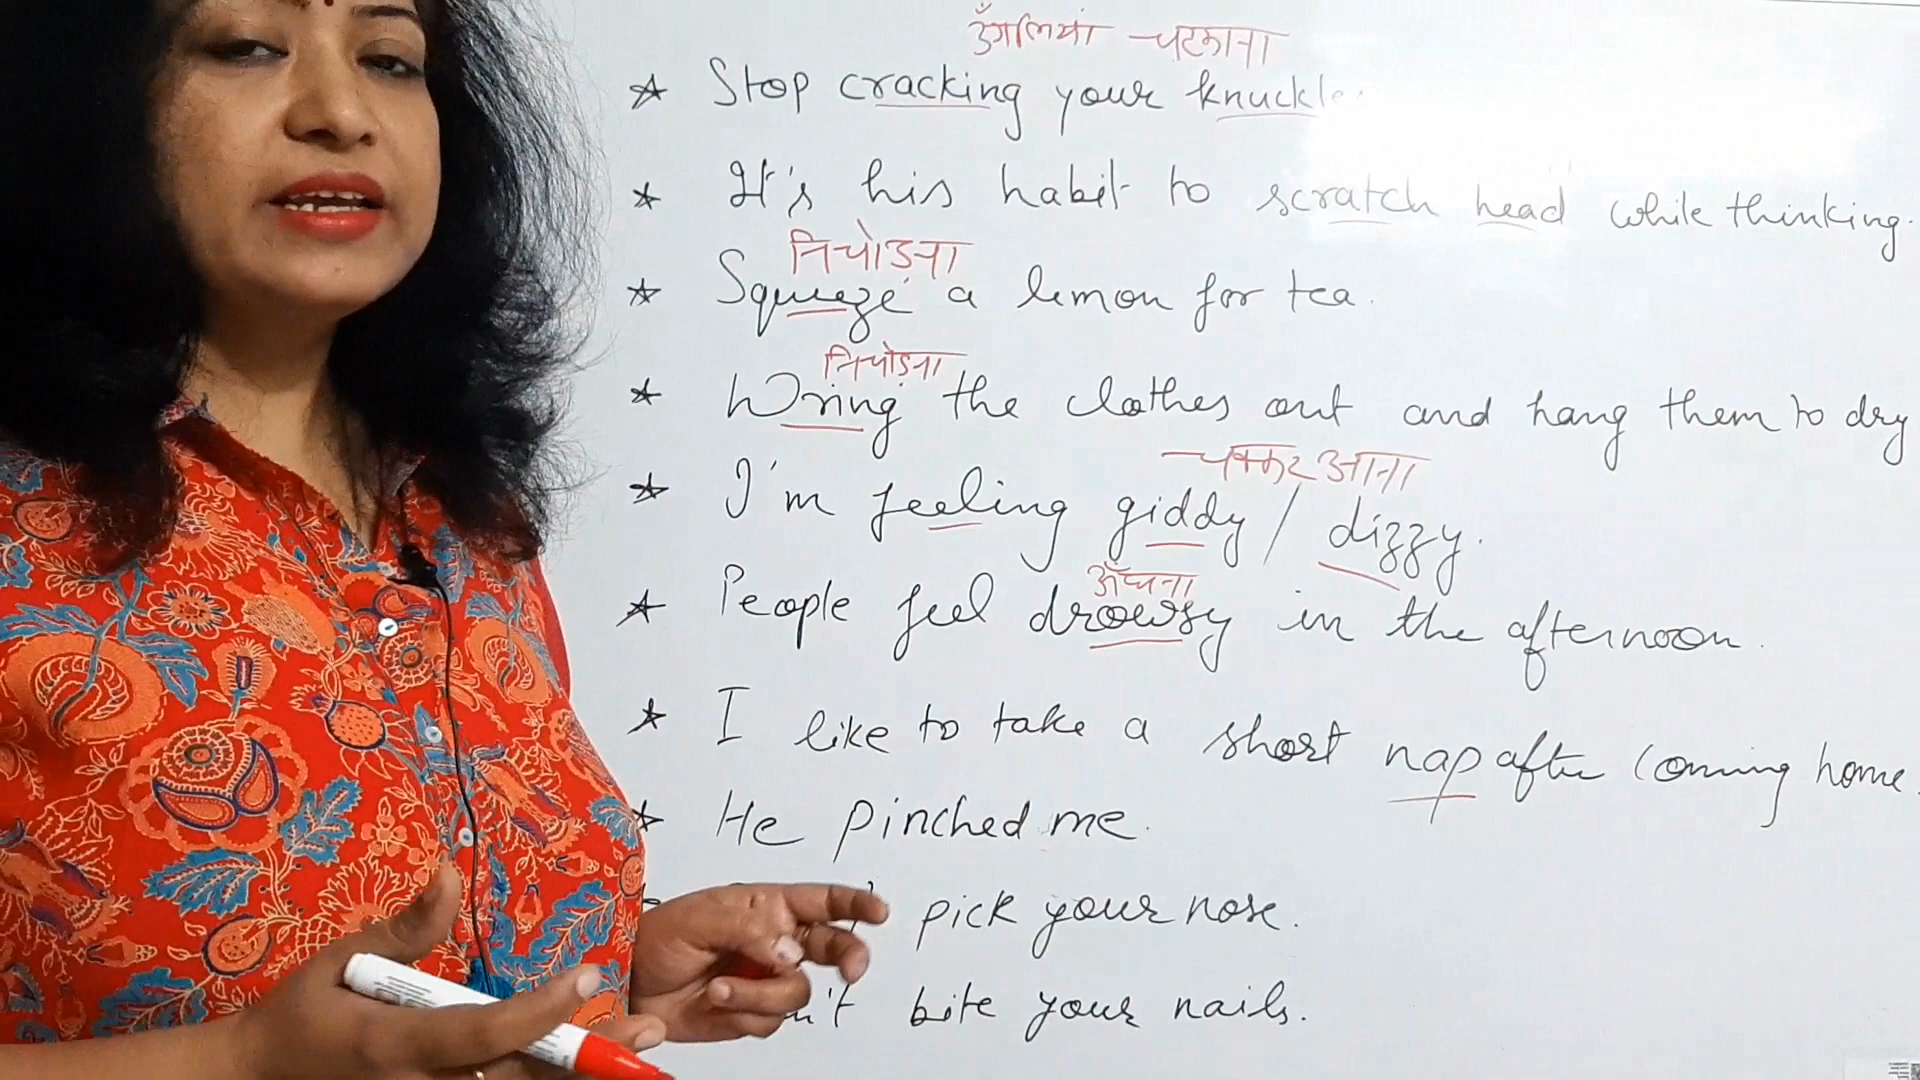 उँगलियां चटकाना
Stop cracking your knuckle
It's his habit to scratch head while thinking.
निचोड़ना
Squeeze a lemon for tea.
निचोड़ना
Wring the clothes out and hang them to dry
चक्कर आना
I'm feeling giddy / dizzy.
ऊँघना
People feel drowsy in the afternoon.
I like to take a short nap after coming home.
He pinched me.
pick your nose.
n't bite your nails.